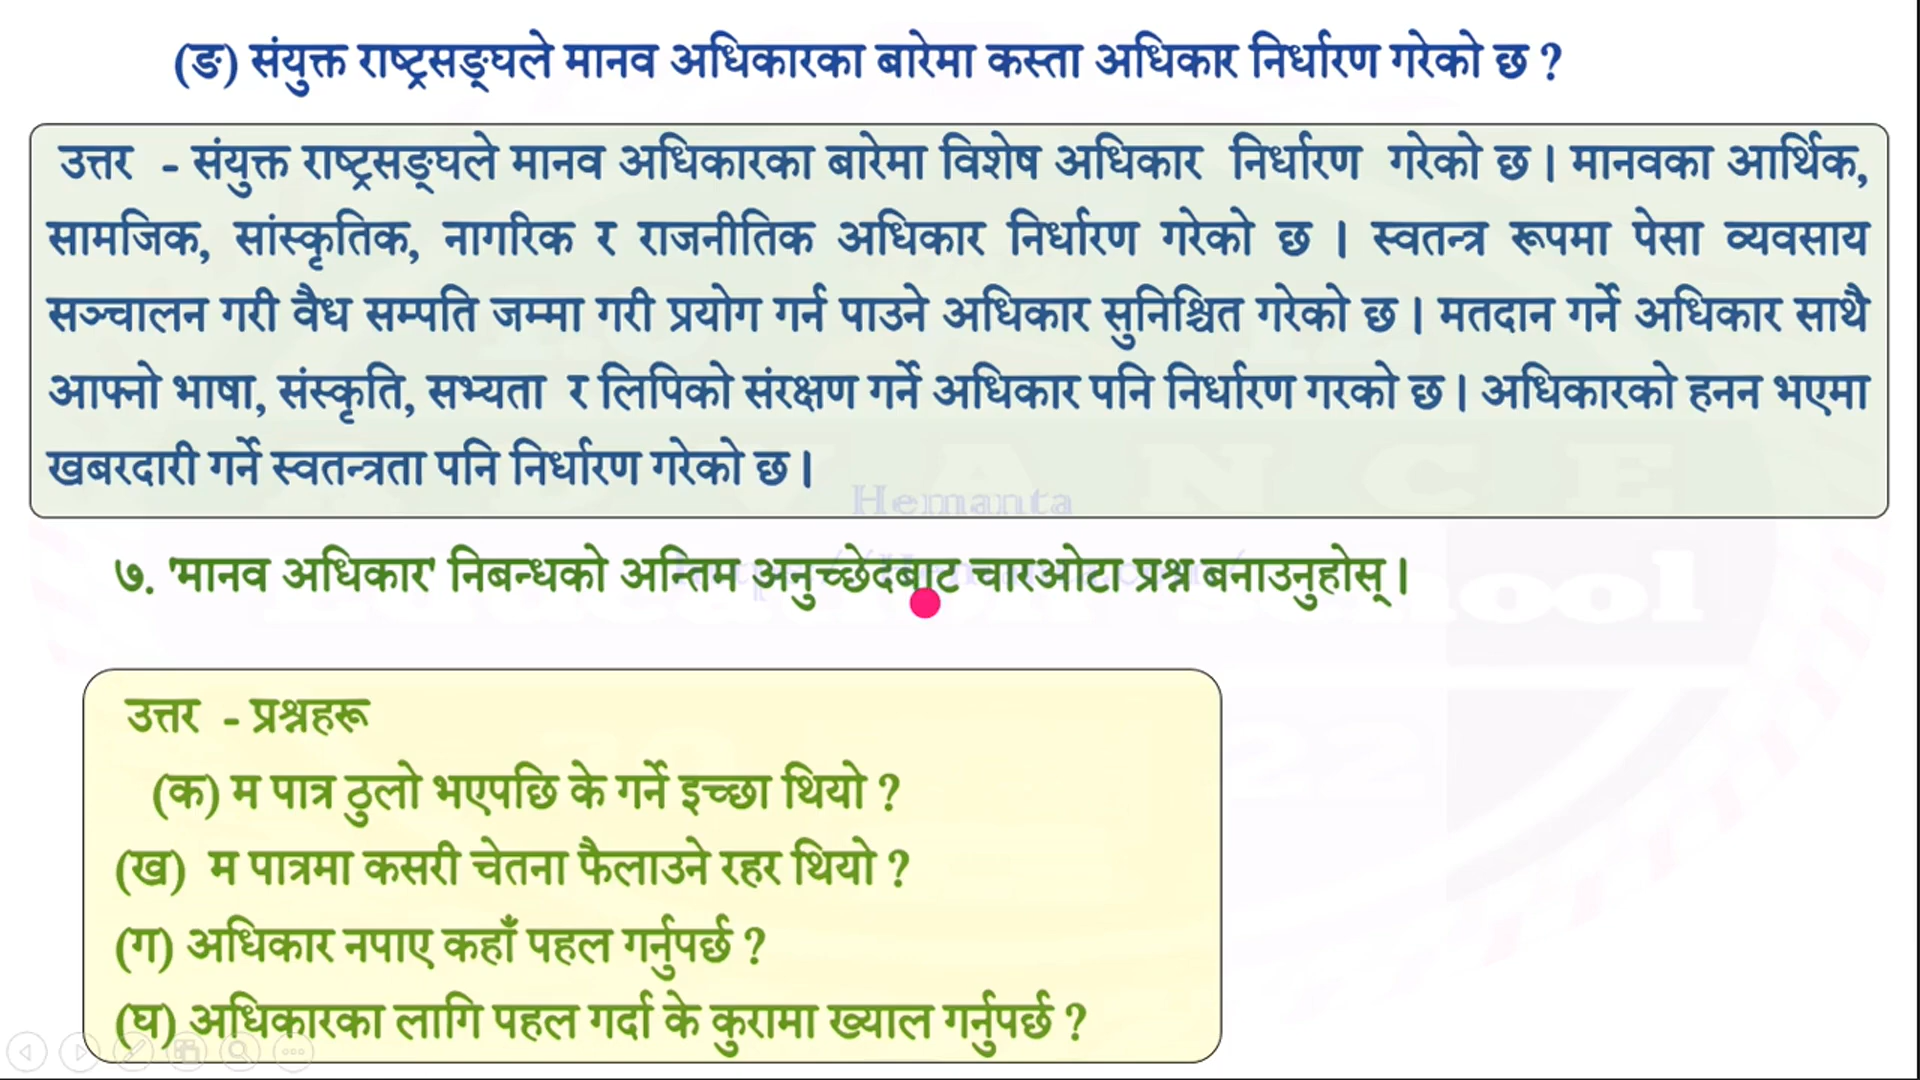 (ङ) संयुक्त राष्ट्रसङ्घले मानव अधिकारका बारेमा कस्ता अधिकार निर्धारण गरेको छ ?
उत्तर - संयुक्त राष्ट्रसङ्घले मानव अधिकारका बारेमा विशेष अधिकार निर्धारण गरेको छ । मानवका आर्थिक,
सामजिक, सांस्कृतिक, नागरिक र राजनीतिक अधिकार निर्धारण गरेको छ । स्वतन्त्र रूपमा पेसा व्यवसाय
सञ्चालन गरी वैध सम्पति जम्मा गरी प्रयोग गर्न पाउने अधिकार सुनिश्चित गरेको छ । मतदान गर्ने अधिकार साथै
आफ्नो भाषा, संस्कृति, सभ्यता र लिपिको संरक्षण गर्ने अधिकार पनि निर्धारण गरको छ । अधिकारको हनन भएमा
खबरदारी गर्ने स्वतन्त्रता पनि निर्धारण गरेको छ ।
ADVANCE
Hemanta
७. 'मानव अधिकार' निबन्धको अन्तिम अनुच्छेदबाट चारओटा प्रश्न बनाउनुहोस् ।
उत्तर - प्रश्नहरू
(क) म पात्र ठुलो भएपछि के गर्ने इच्छा थियो ?
(ख) म पात्रमा कसरी चेतना फैलाउने रहर थियो ?
(ग) अधिकार नपाए कहाँ पहल गर्नुपर्छ ?
(घ) अधिकारका लागि पहल गर्दा के कुरामा ख्याल गर्नुपर्छ ?